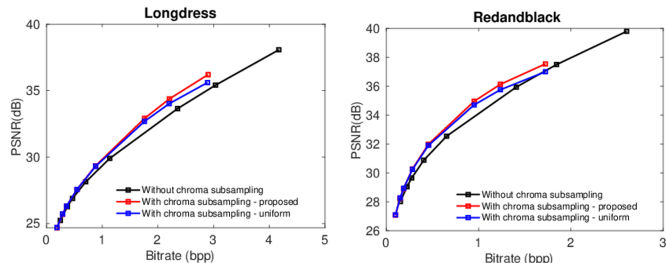 Longdress
40
35
30
25
PSNR(dB)
Without chroma subsampling
With chroma subsampling - proposed
With chroma subsampling - uniform
0 1 2 3 4 5
Bitrate (bpp)
Redandblack
40
38
36
34
32
30
28
26
PSNR(dB)
Without chroma subsampling
With chroma subsampling - proposed
With chroma subsampling - uniform
0 1 2 3
Bitrate (bpp)